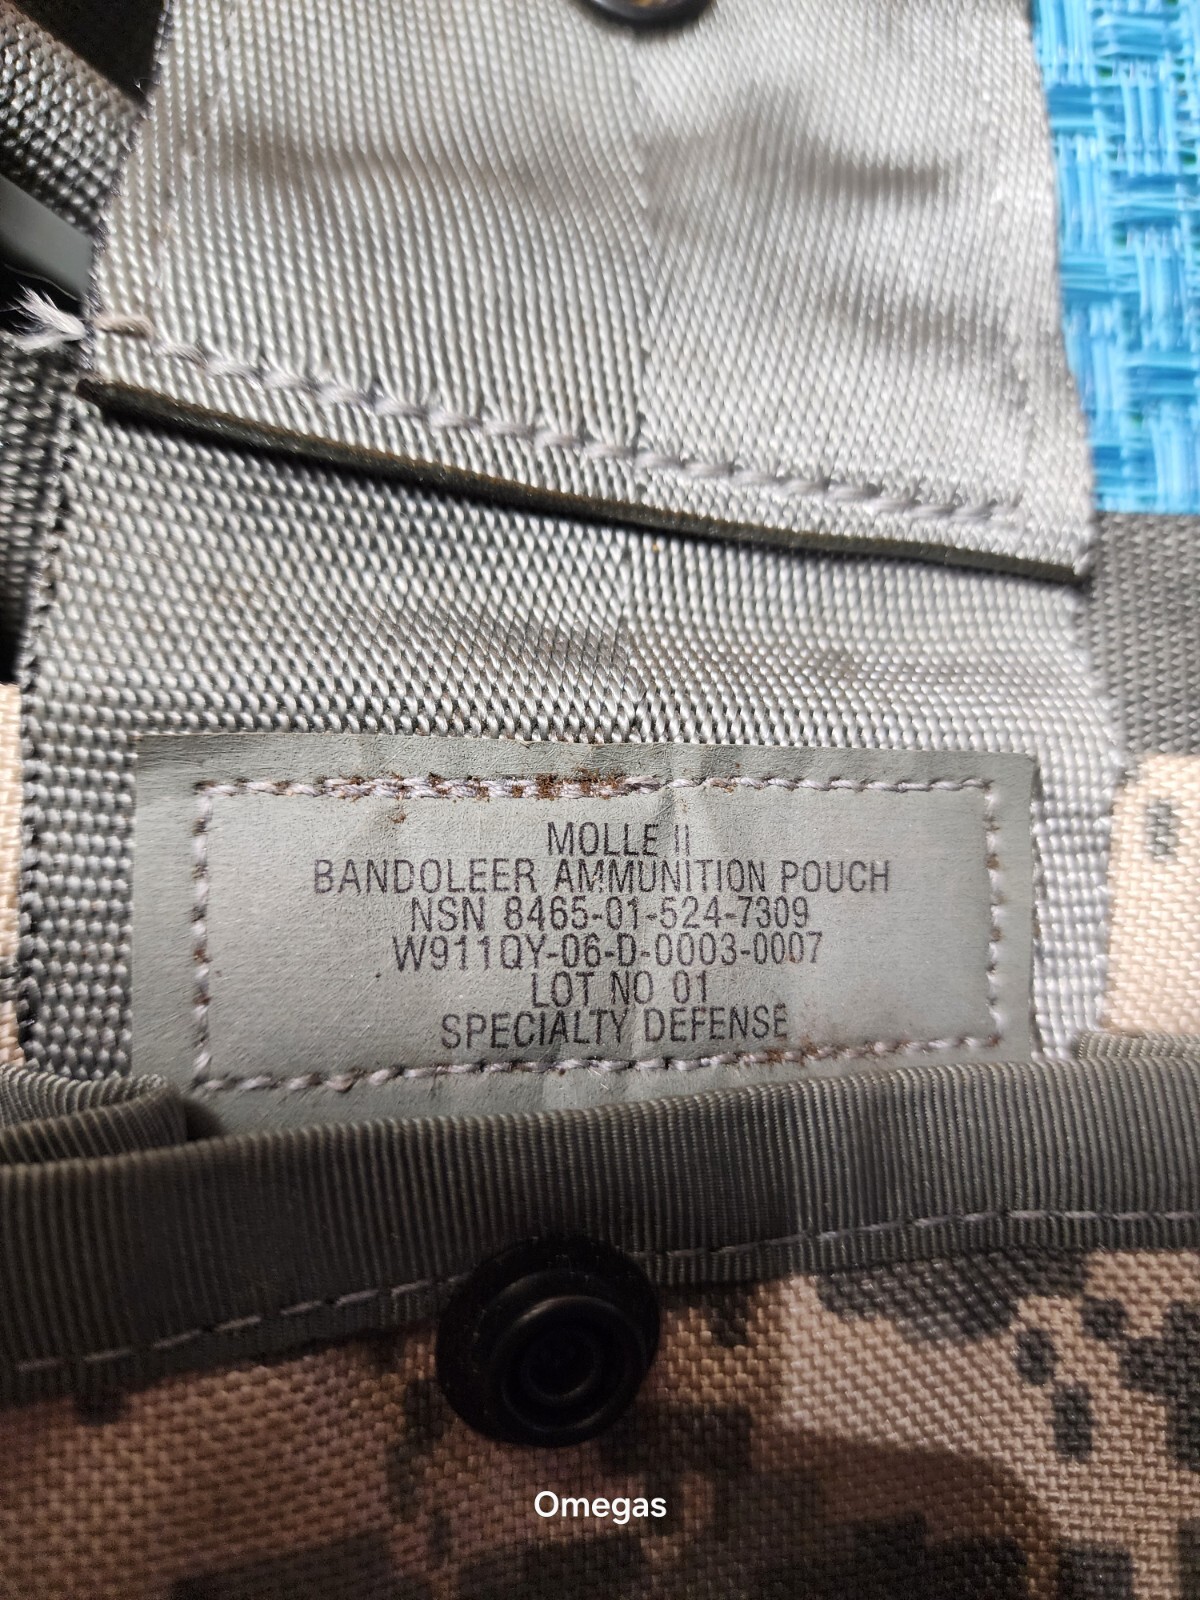 MOLLE II
BANDOLEER AMMUNITION POUCH
NSN 8465-01-524-7309
W911QY-06-D-0003-0007
LOT NO 01
SPECIALTY DEFENSE
Omegas